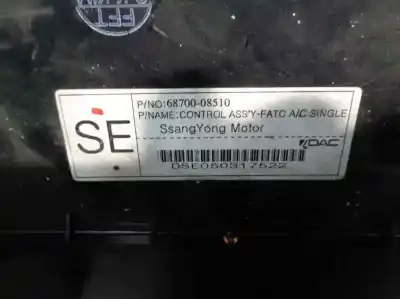 P/NO:68700-08510
P/NAME:CONTROL ASS'Y-FATC A/C SINGLE
SE
SsangYong Motor
DAC
DSE050317522